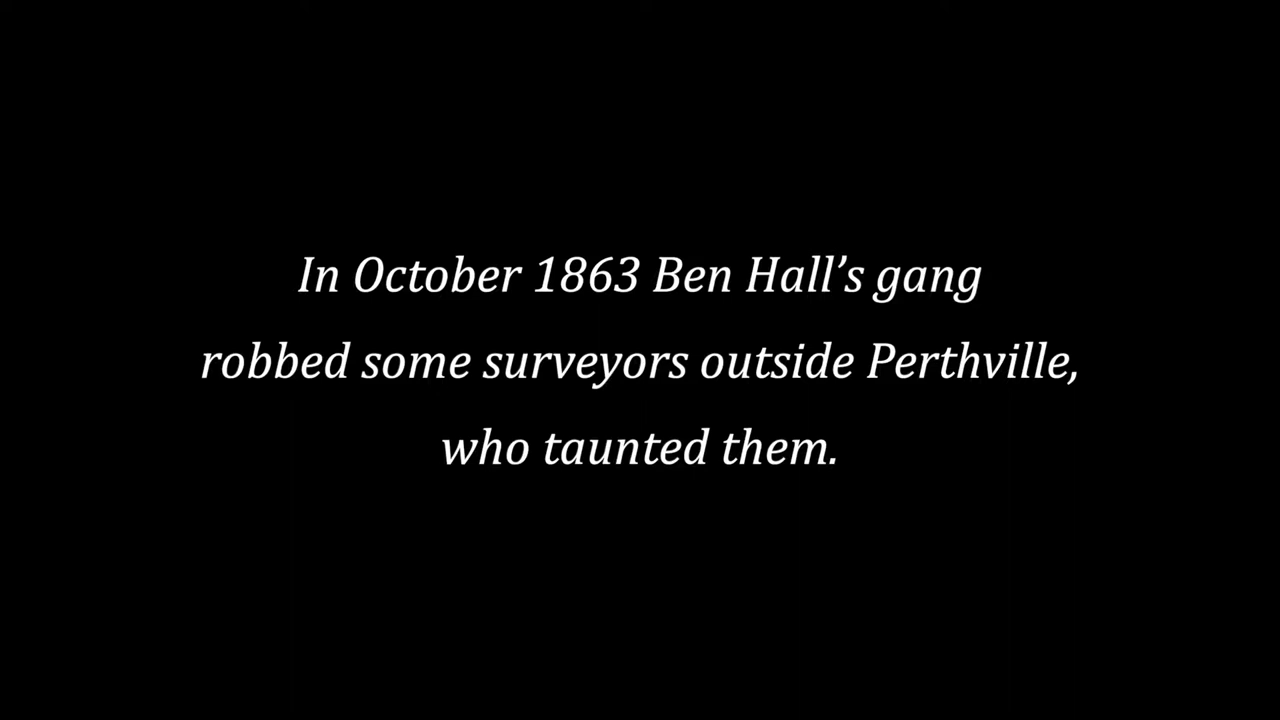 In October 1863 Ben Hall’s gang
robbed some surveyors outside Perthville,
who taunted them.